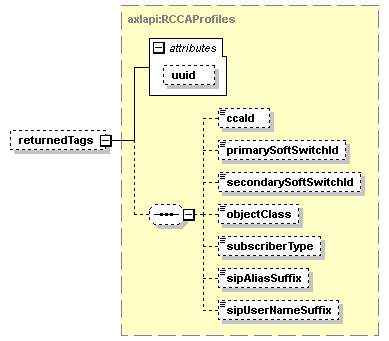 axlapi:RCCAProfiles
attributes
uuid
returnedTags
ccaId
primarySoftSwitchId
secondarySoftSwitchId
objectClass
subscriberType
sipAliasSuffix
sipUserNameSuffix